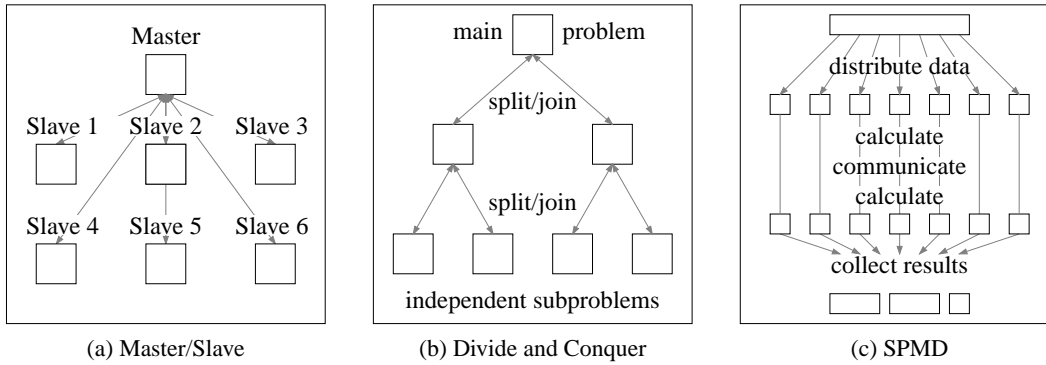 Master
Slave 1 Slave 2 Slave 3
Slave 4 Slave 5 Slave 6
(a) Master/Slave
main problem
split/join
split/join
independent subproblems
(b) Divide and Conquer
distribute data
calculate
communicate
calculate
collect results
(c) SPMD